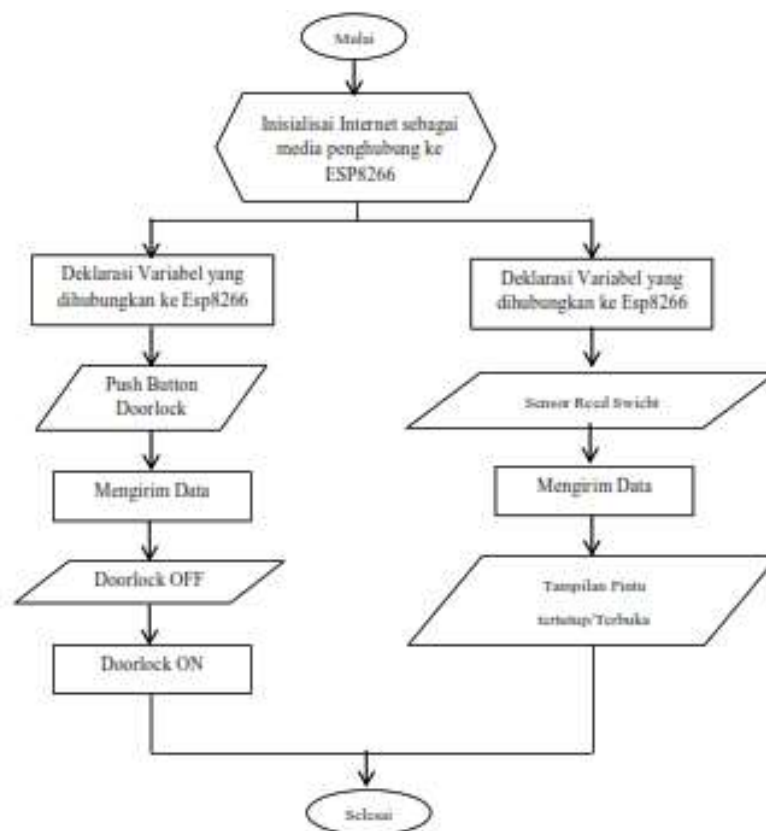 Mulai
Inisialisai Internet sebagai
media penghubung ke
ESP8266
Deklarasi Variabel yang
dihubungkan ke Esp8266
Push Button
Doorlock
Mengirim Data
Doorlock OFF
Doorlock ON
Deklarasi Variabel yang
dihubungkan ke Esp8266
Sensor Reed Swicht
Mengirim Data
Tampilan Pintu
tertutup/Terbuka
Selesai